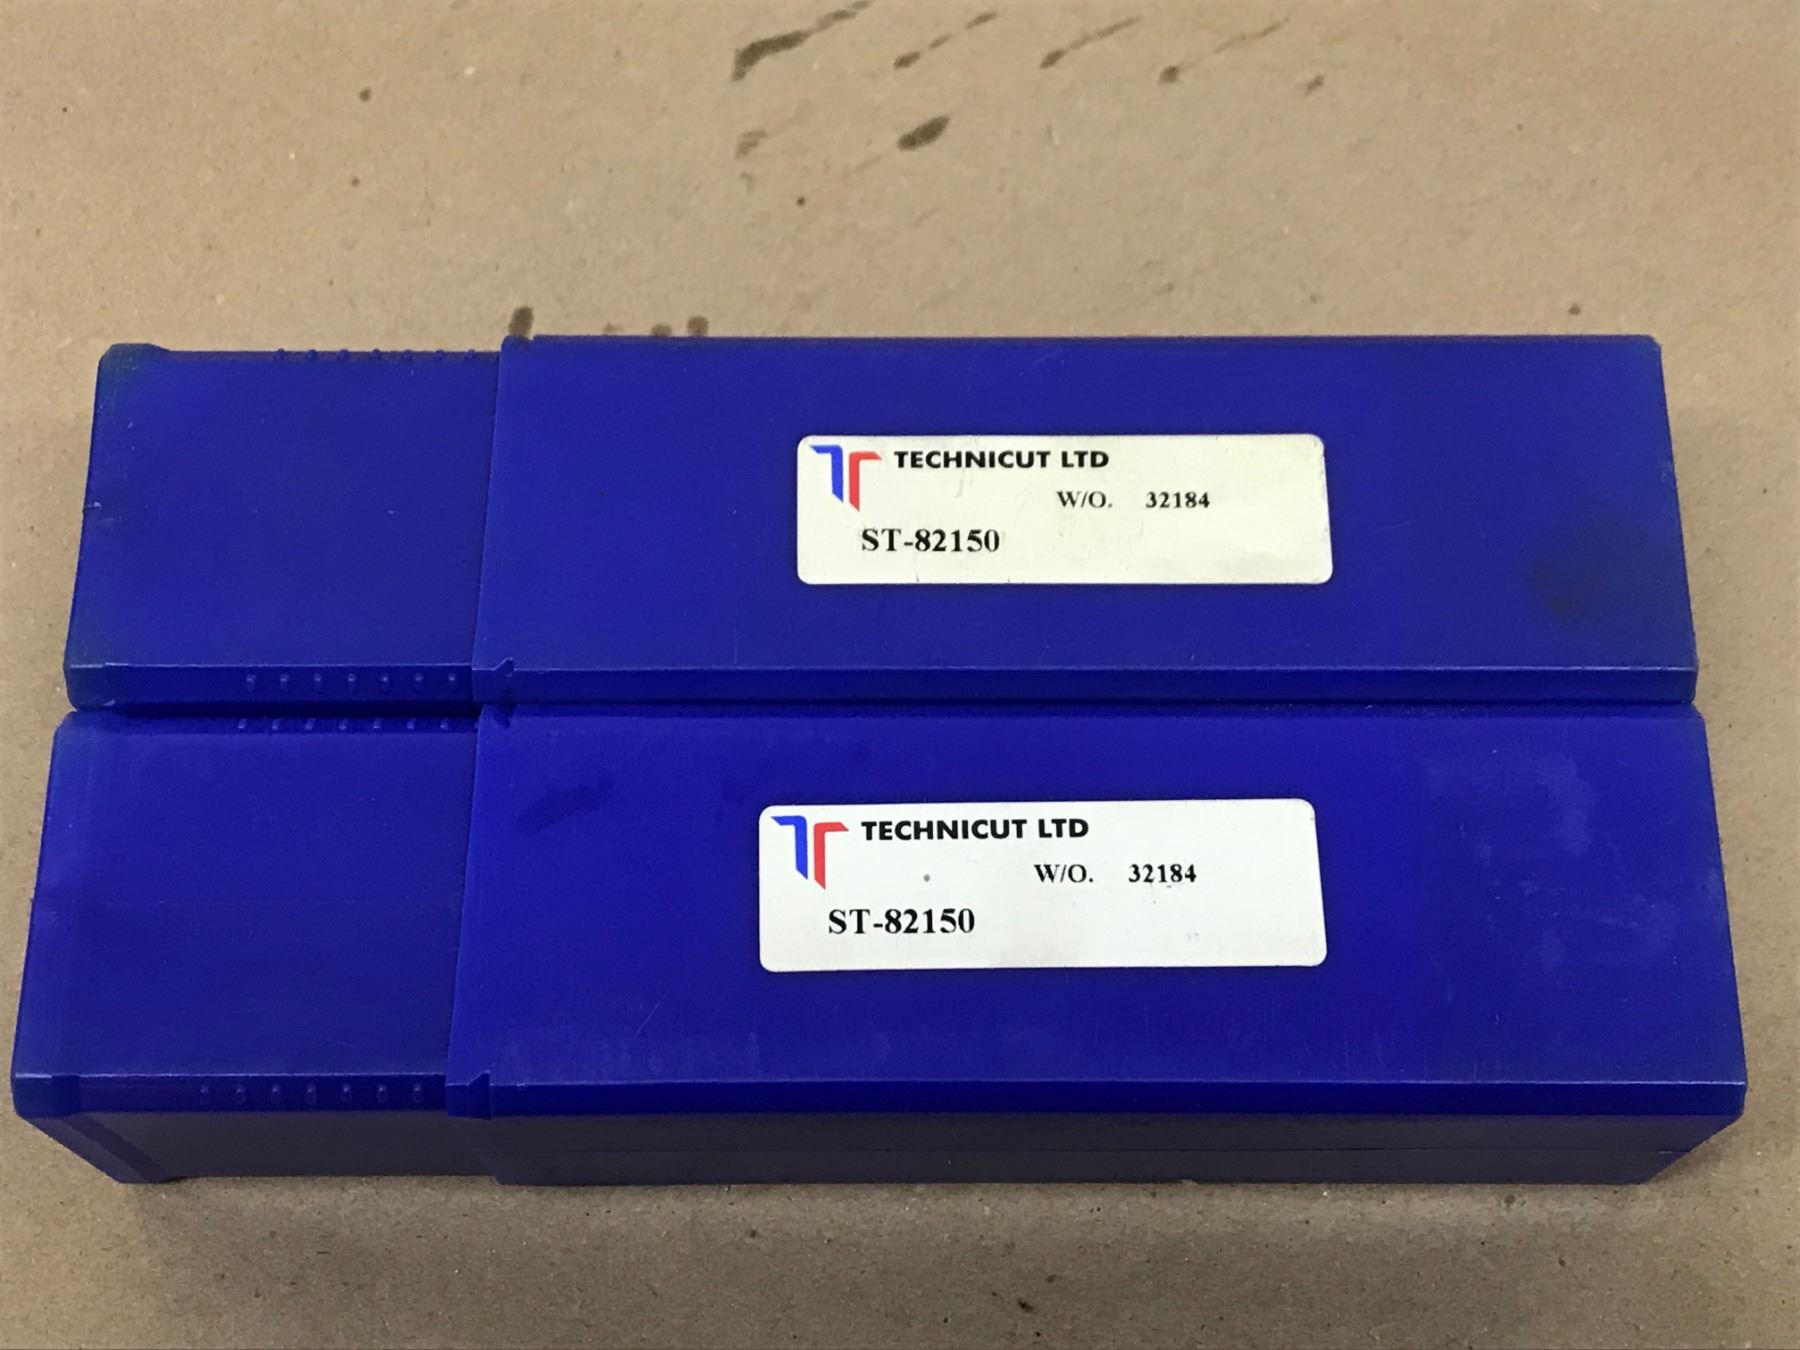 TECHNICUT LTD
W/O. 32184
ST-82150
TECHNICUT LTD
W/O. 32184
ST-82150